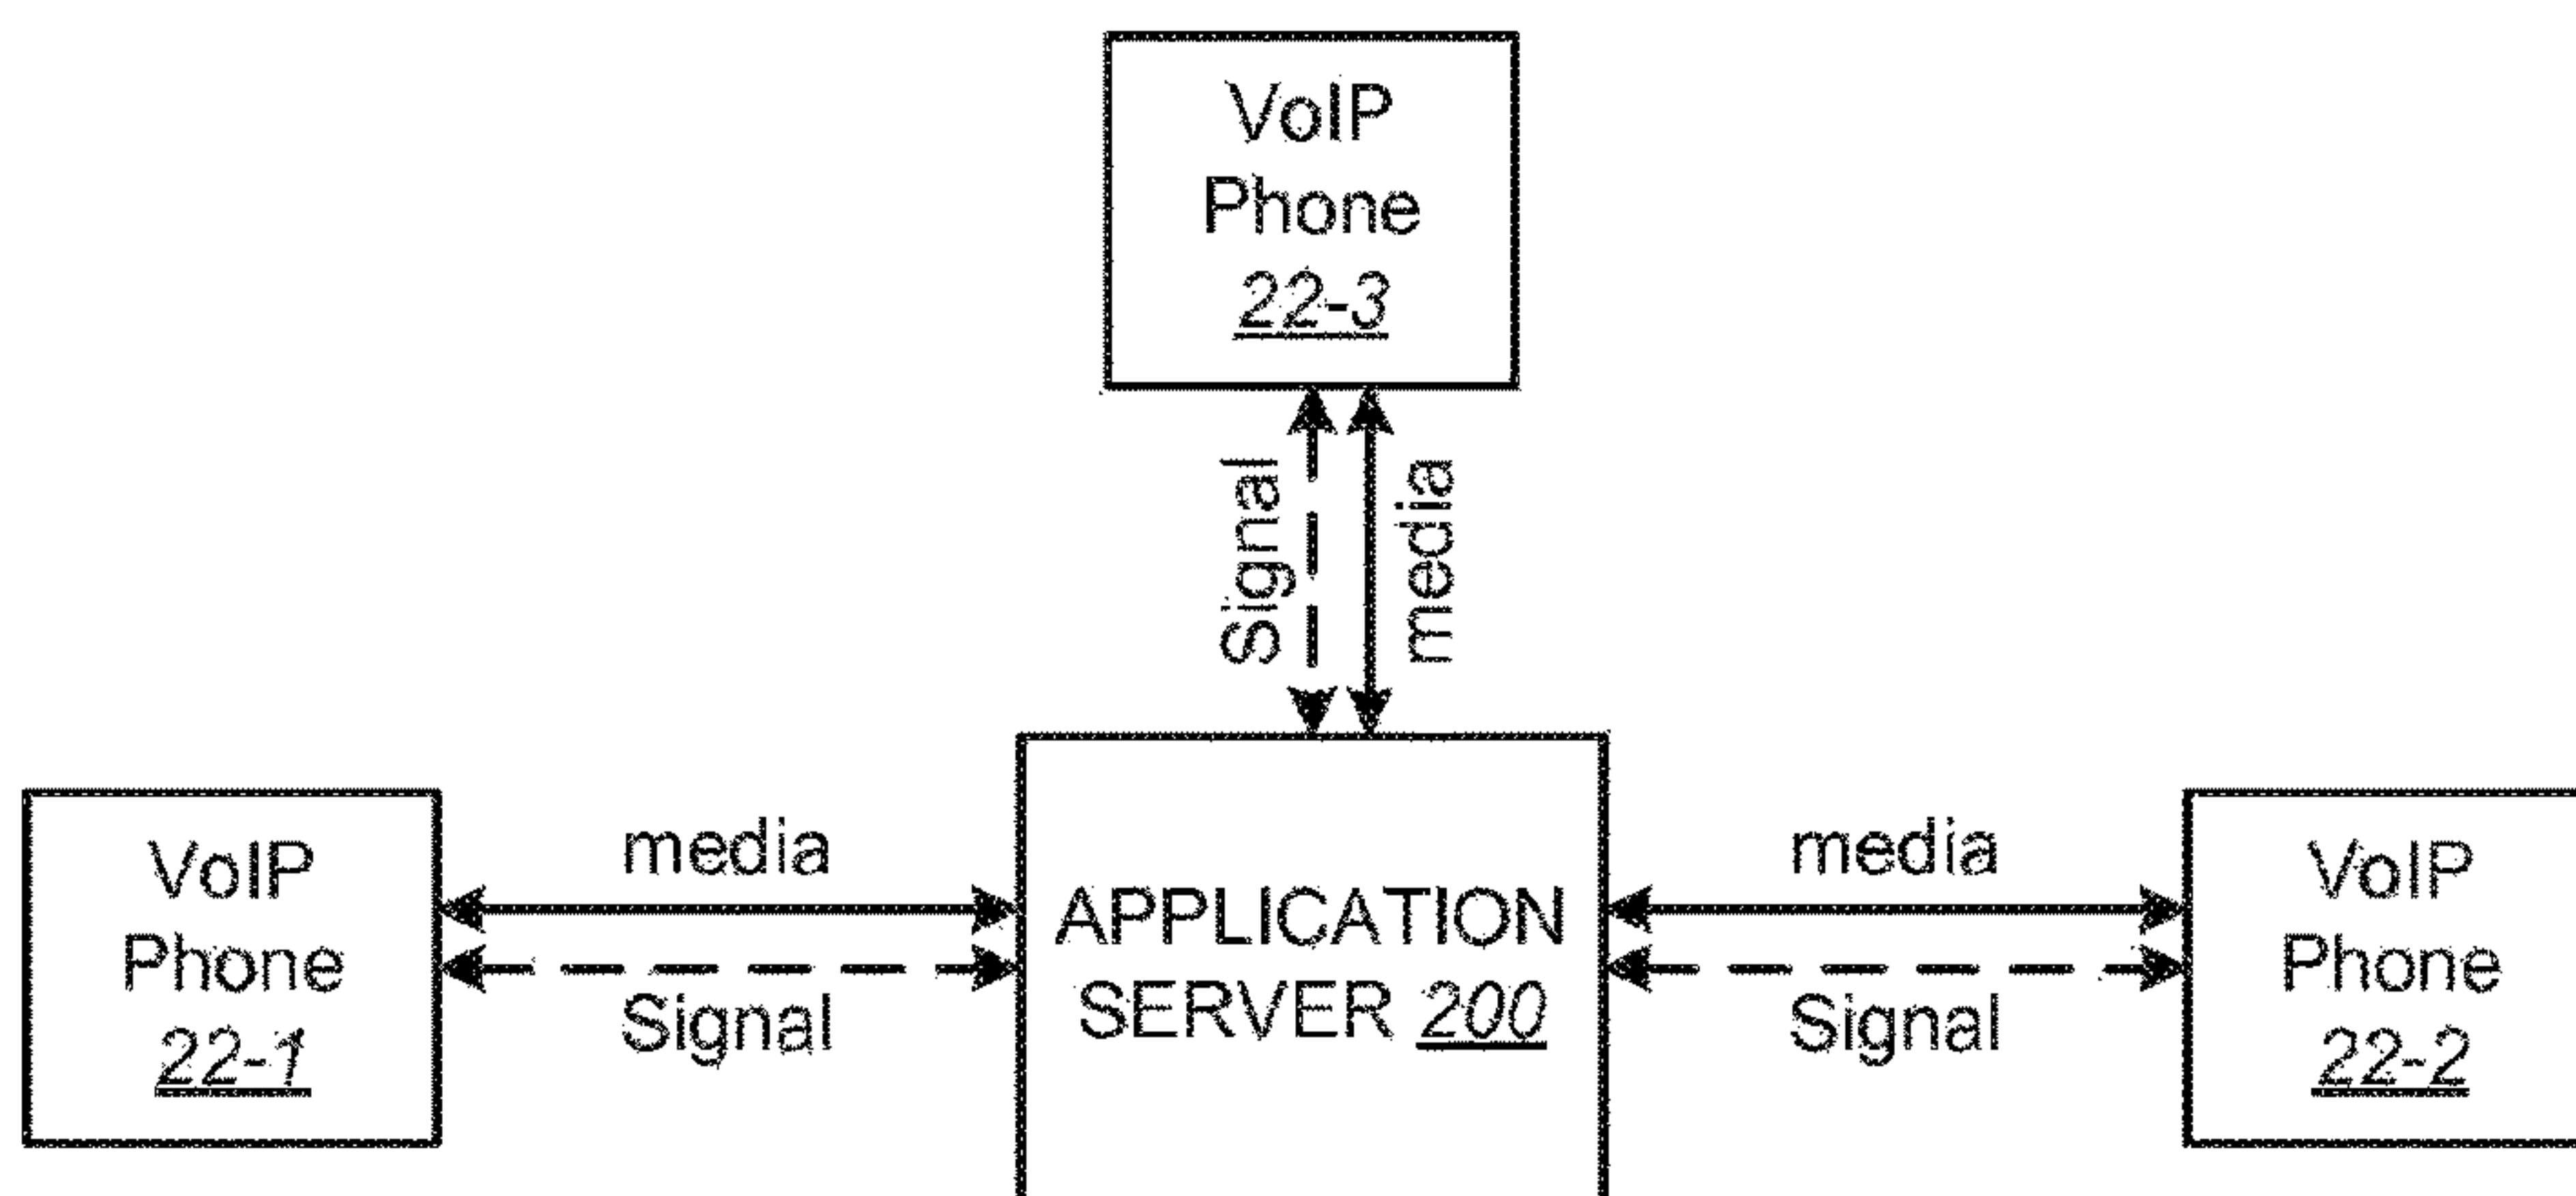 VoIP
Phone
22-3
Signal
media
VoIP
Phone
22-1
media
Signal
APPLICATION
SERVER 200
media
Signal
VoIP
Phone
22-2